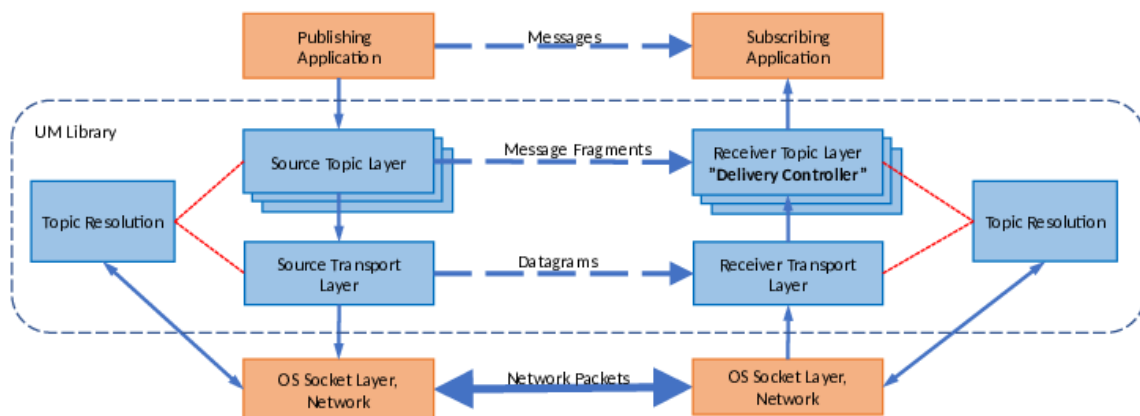 Publishing
Application
Messages
Subscribing
Application
UM Library
Source Topic Layer
Message Fragments
Receiver Topic Layer
"Delivery Controller"
Topic Resolution
Topic Resolution
Source Transport
Layer
Datagrams
Receiver Transport
Layer
OS Socket Layer,
Network
Network Packets
OS Socket Layer,
Network